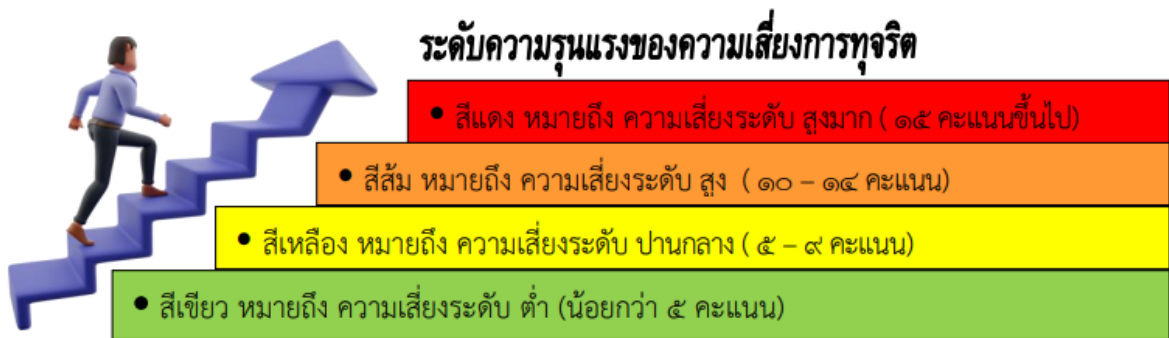 ระดับความรุนแรงของความเสี่ยงการทุจริต
• สีแดง หมายถึง ความเสี่ยงระดับ สูงมาก ( ๑๕ คะแนนขึ้นไป)
• สีส้ม หมายถึง ความเสี่ยงระดับ สูง ( ๑๐ – ๑๔ คะแนน)
• สีเหลือง หมายถึง ความเสี่ยงระดับ ปานกลาง ( ๕ – ๙ คะแนน)
• สีเขียว หมายถึง ความเสี่ยงระดับ ต่ำ (น้อยกว่า ๕ คะแนน)